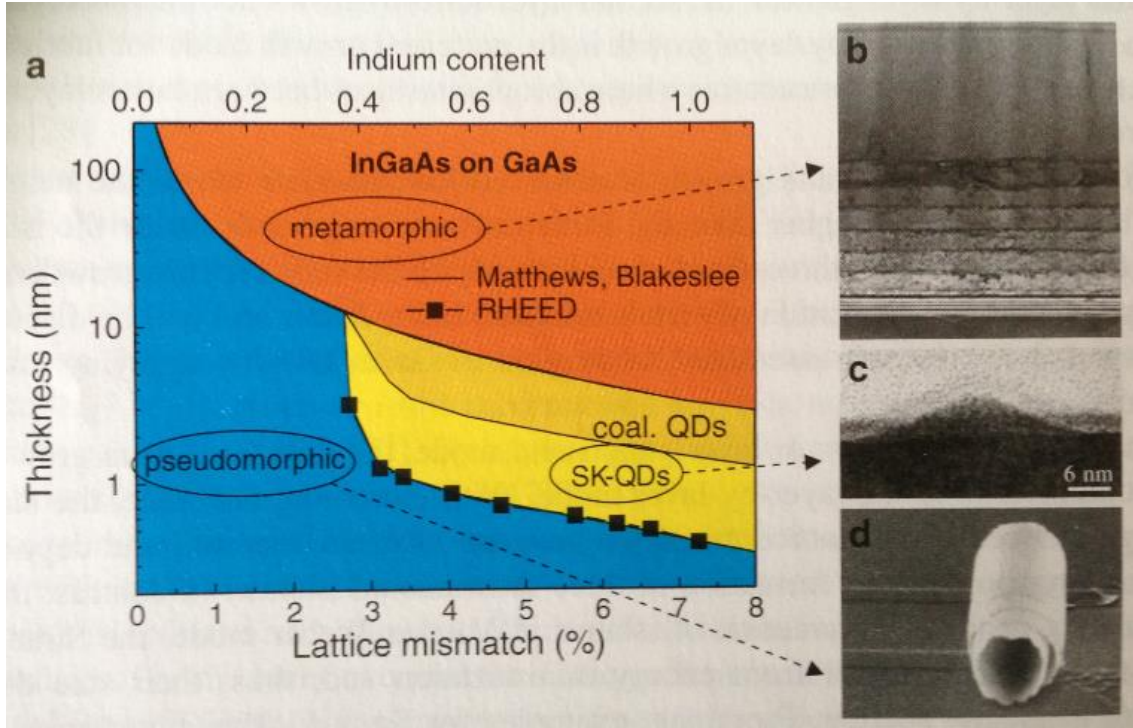 a
Indium content
0.0 0.2 0.4 0.6 0.8 1.0
InGaAs on GaAs
100
metamorphic
Matthews, Blakeslee
RHEED
10
Thickness (nm)
coal. QDs
pseudomorphic
SK-QDs
1
0 1 2 3 4 5 6 7 8
Lattice mismatch (%)
b
c
6 nm
d